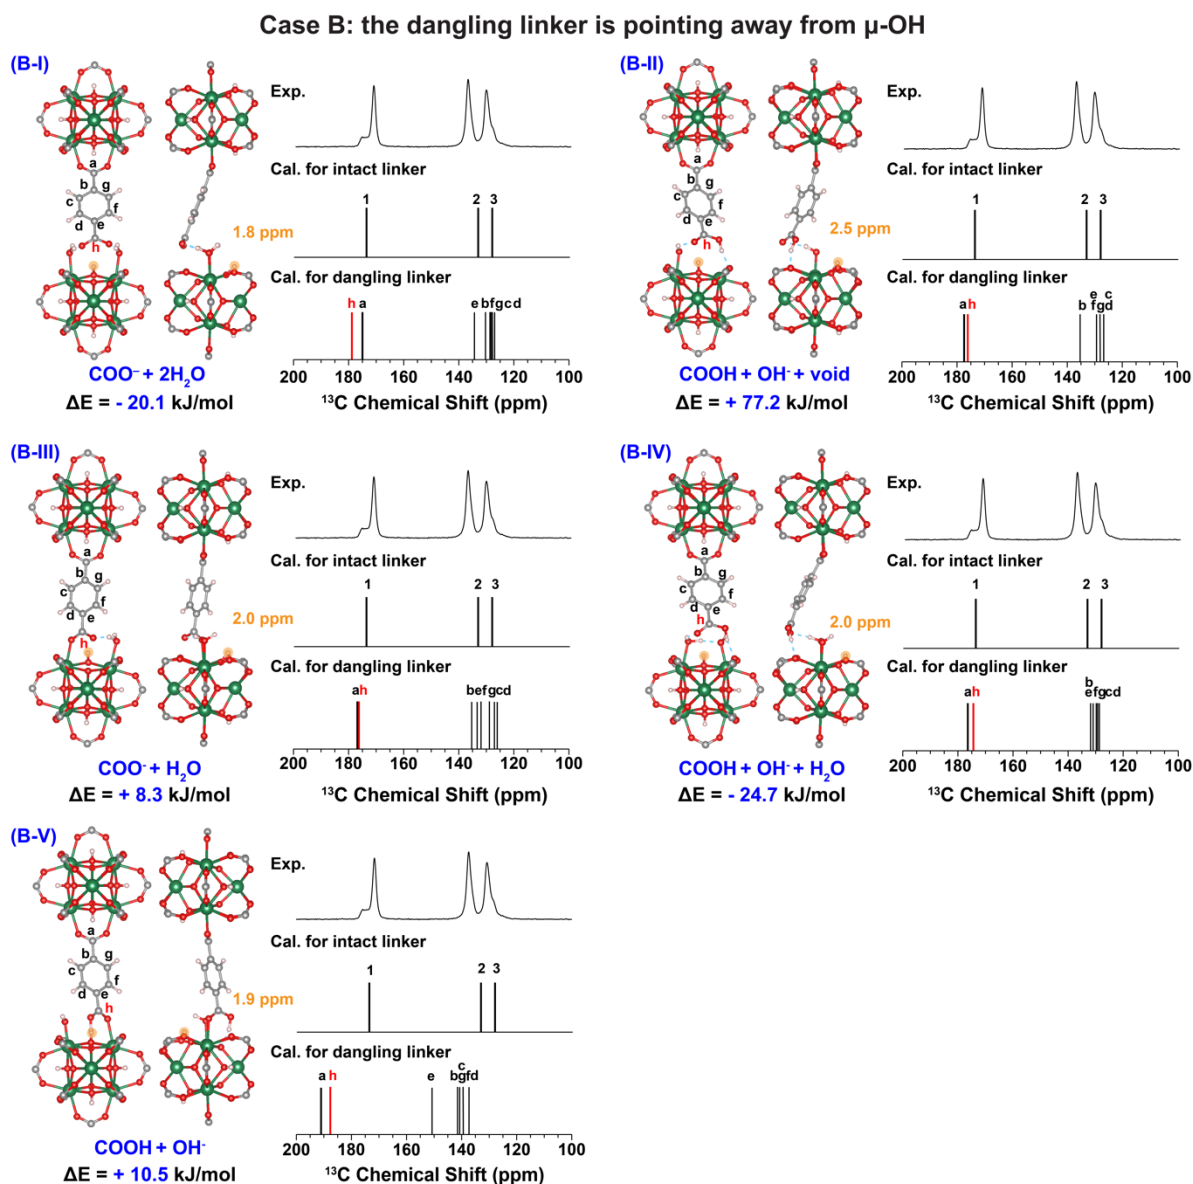 Case B: the dangling linker is pointing away from μ-OH
(B-I)
a
b
g
c
f
d
e
h
1.8 ppm
COO⁻ + 2H₂O
ΔE = - 20.1 kJ/mol
Exp.
Cal. for intact linker
1 2 3
Cal. for dangling linker
h a e bfgcd
200 180 160 140 120 100
¹³C Chemical Shift (ppm)
(B-II)
a
b
g
c
f
d
e
h
2.5 ppm
COOH + OH⁻ + void
ΔE = + 77.2 kJ/mol
Exp.
Cal. for intact linker
1 2 3
Cal. for dangling linker
e c
a h b fgd
200 180 160 140 120 100
¹³C Chemical Shift (ppm)
(B-III)
a
b
g
c
f
d
e
h
2.0 ppm
COO⁻ + H₂O
ΔE = + 8.3 kJ/mol
Exp.
Cal. for intact linker
1 2 3
Cal. for dangling linker
a h befgcd
200 180 160 140 120 100
¹³C Chemical Shift (ppm)
(B-IV)
a
b
g
c
f
d
e
h
2.0 ppm
COOH + OH⁻ + H₂O
ΔE = - 24.7 kJ/mol
Exp.
Cal. for intact linker
1 2 3
Cal. for dangling linker
b
a h efgcd
200 180 160 140 120 100
¹³C Chemical Shift (ppm)
(B-V)
a
b
g
c
f
d
e
h
1.9 ppm
COOH + OH⁻
ΔE = + 10.5 kJ/mol
Exp.
Cal. for intact linker
1 2 3
Cal. for dangling linker
c
a h e bgfd
200 180 160 140 120 100
¹³C Chemical Shift (ppm)